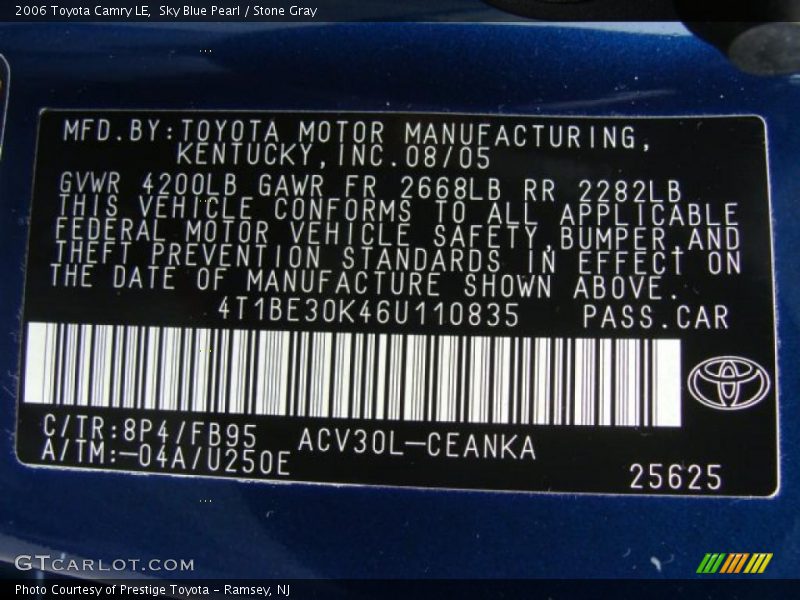 2006 Toyota Camry LE,  Sky Blue Pearl / Stone Gray
MFD.BY:TOYOTA MOTOR MANUFACTURING,
KENTUCKY,INC.08/05
GVWR 4200LB GAWR FR 2668LB RR 2282LB
THIS VEHICLE CONFORMS TO ALL APPLICABLE
FEDERAL MOTOR VEHICLE SAFETY,BUMPER,AND
THEFT PREVENTION STANDARDS IN EFFECT ON
THE DATE OF MANUFACTURE SHOWN ABOVE.
4T1BE30K46U110835 PASS.CAR
C/TR:8P4/FB95 ACV30L-CEANKA
A/TM:-04A/U250E
25625
GTCARLOT.COM
Photo Courtesy of Prestige Toyota - Ramsey, NJ